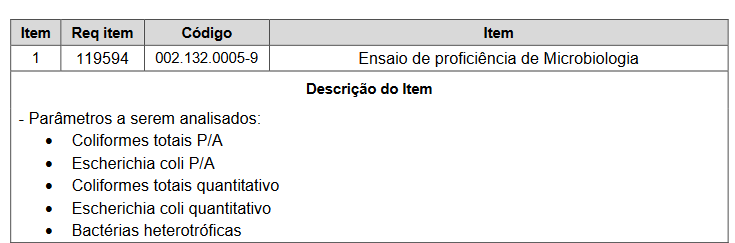 Item Req item Código Item
1 119594 002.132.0005-9 Ensaio de proficiência de Microbiologia
Descrição do Item
- Parâmetros a serem analisados:
• Coliformes totais P/A
• Escherichia coli P/A
• Coliformes totais quantitativo
• Escherichia coli quantitativo
• Bactérias heterotróficas